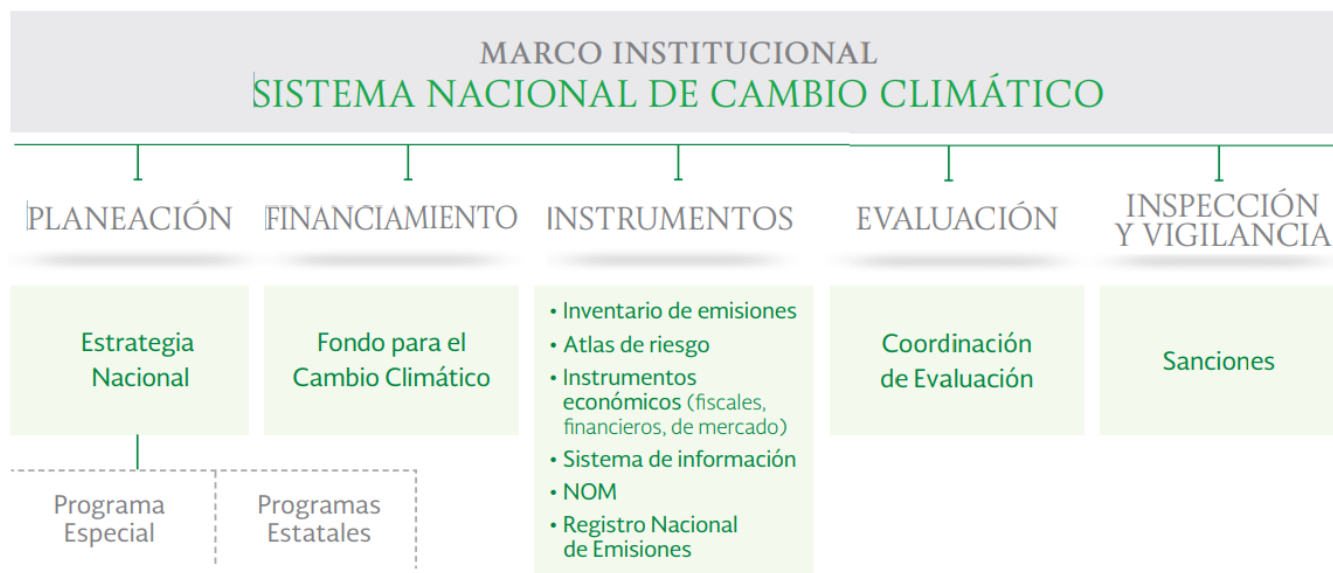 MARCO INSTITUCIONAL
SISTEMA NACIONAL DE CAMBIO CLIMÁTICO
PLANEACIÓN
Estrategia
Nacional
Programa
Especial
Programas
Estatales
FINANCIAMIENTO
Fondo para el
Cambio Climático
INSTRUMENTOS
• Inventario de emisiones
• Atlas de riesgo
• Instrumentos
económicos (fiscales,
financieros, de mercado)
• Sistema de información
• NOM
• Registro Nacional
de Emisiones
EVALUACIÓN
Coordinación
de Evaluación
INSPECCIÓN
Y VIGILANCIA
Sanciones